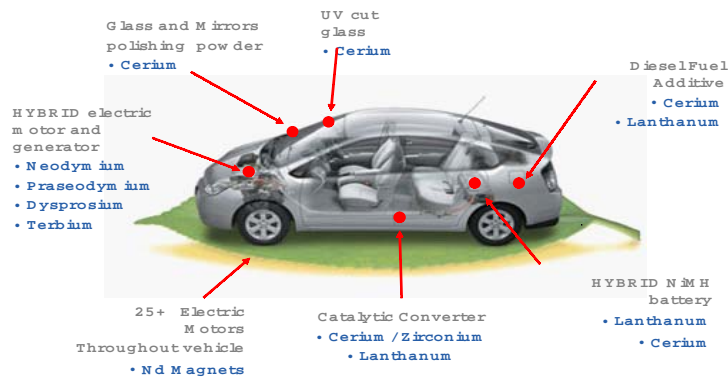 Glass and Mirrors
polishing powder
• Cerium
UV cut
glass
• Cerium
Diesel Fuel
Additive
• Cerium
• Lanthanum
HYBRID electric
motor and
generator
• Neodymium
• Praseodymium
• Dysprosium
• Terbium
25+ Electric
Motors
Throughout vehicle
• Nd Magnets
Catalytic Converter
• Cerium / Zirconium
• Lanthanum
HYBRID NiMH
battery
• Lanthanum
• Cerium